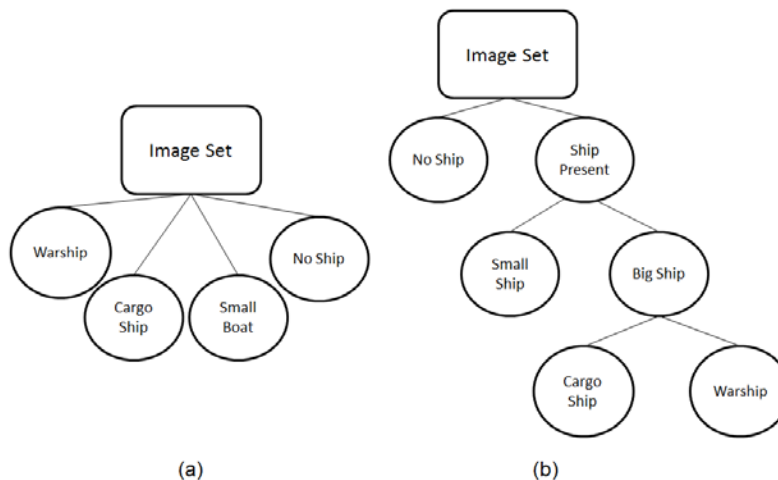 Image Set
Warship
Cargo
Ship
Small
Boat
No Ship
(a)
Image Set
No Ship
Ship
Present
Small
Ship
Big Ship
Cargo
Ship
Warship
(b)